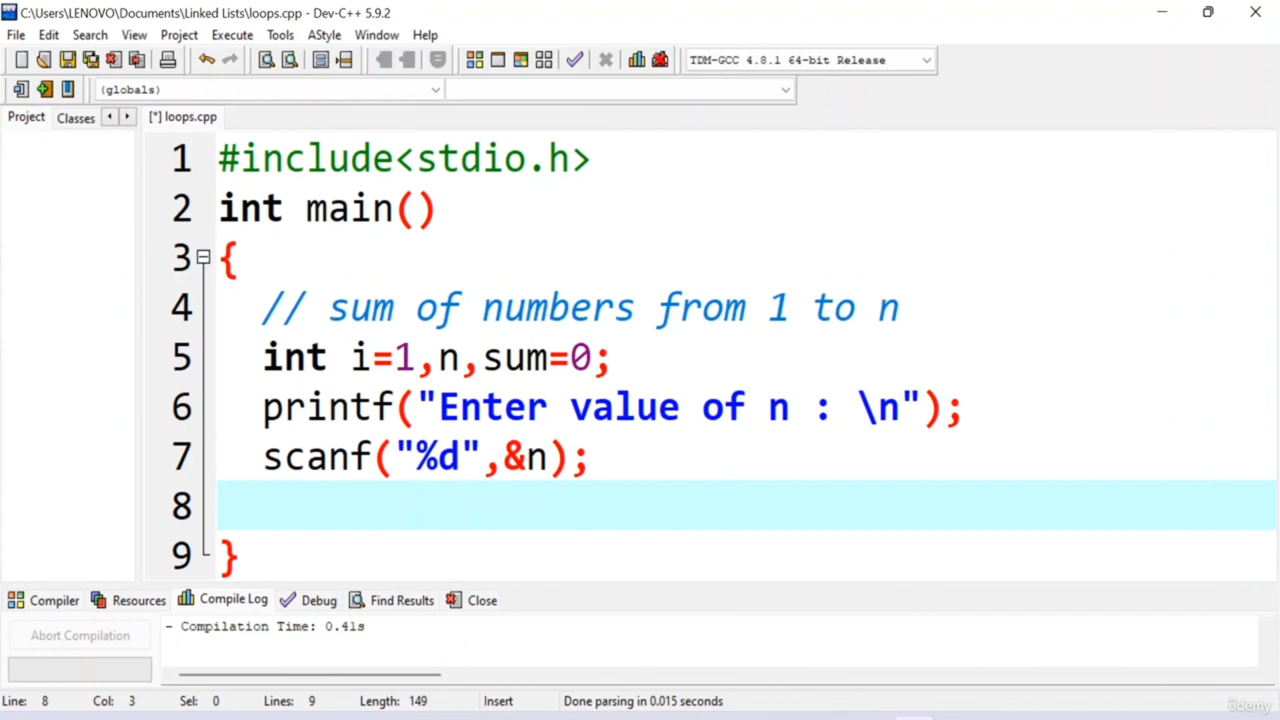 C:\Users\LENOVO\Documents\Linked Lists\loops.cpp - Dev-C++ 5.9.2
File Edit Search View Project Execute Tools AStyle Window Help
TDM-GCC 4.8.1 64-bit Release
(globals)
Project Classes [*] loops.cpp
1 #include<stdio.h>
2 int main()
3 {
4 // sum of numbers from 1 to n
5 int i=1,n,sum=0;
6 printf("Enter value of n : \n");
7 scanf("%d",&n);
8
9 }
Compiler Resources Compile Log Debug Find Results Close
Abort Compilation
- Compilation Time: 0.41s
Line: 8 Col: 3 Sel: 0 Lines: 9 Length: 149 Insert Done parsing in 0.015 seconds
ûdemy